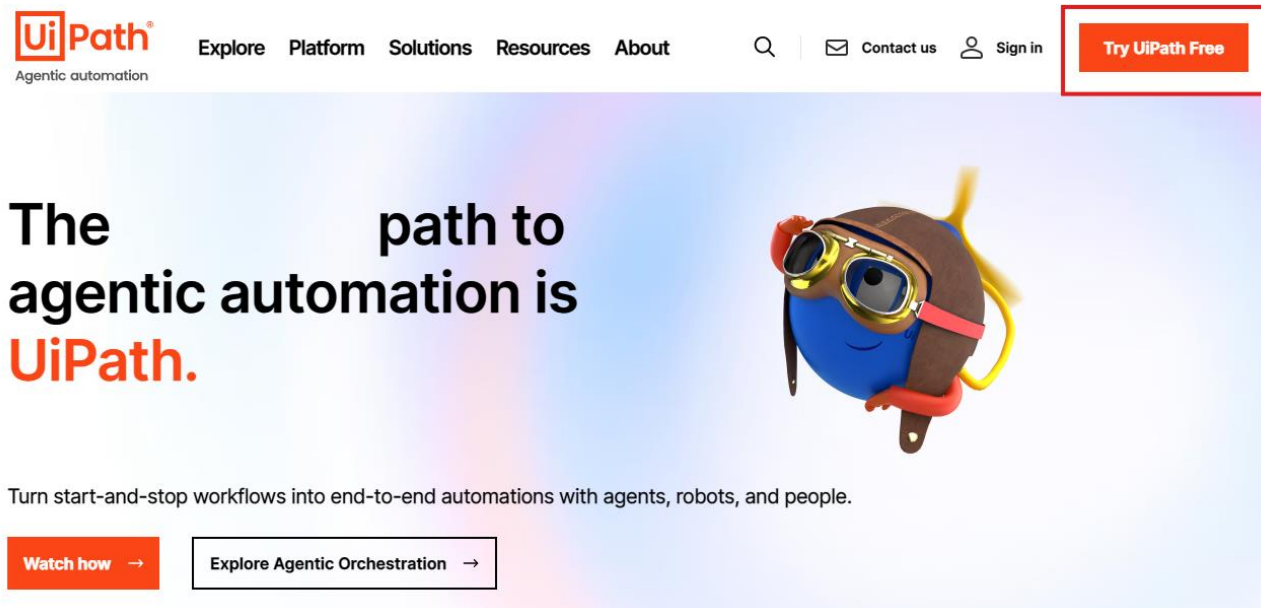 UiPath®
Agentic automation
Explore Platform Solutions Resources About Contact us Sign in Try UiPath Free
The path to
agentic automation is
UiPath.
Turn start-and-stop workflows into end-to-end automations with agents, robots, and people.
Watch how → Explore Agentic Orchestration →